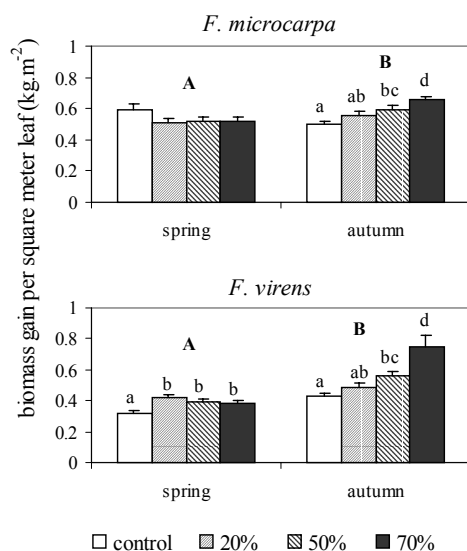 F. microcarpa
biomass gain per square meter leaf (kg.m-2)
1
0.8
0.6
0.4
0.2
0
A
B
a
ab
bc
d
spring
autumn
F. virens
1
0.8
0.6
0.4
0.2
0
A
B
a
b
b
b
a
ab
bc
d
spring
autumn
control
20%
50%
70%